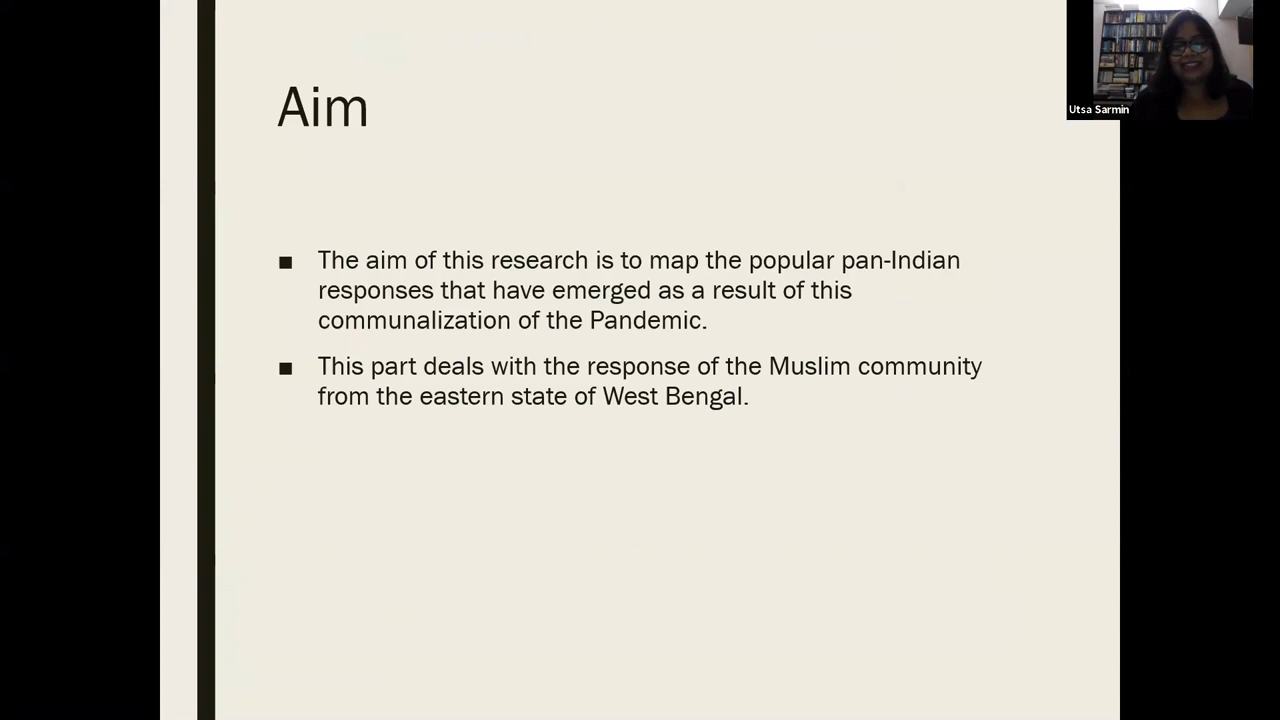 Aim
Utsa Sarmin
■ The aim of this research is to map the popular pan-Indian
responses that have emerged as a result of this
communalization of the Pandemic.
■ This part deals with the response of the Muslim community
from the eastern state of West Bengal.